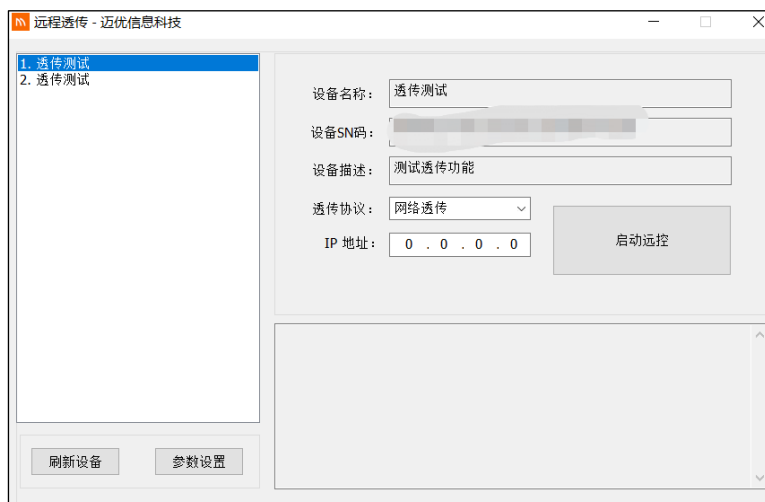 远程透传 - 迈优信息科技
1. 透传测试
2. 透传测试
设备名称： 透传测试
设备SN码：
设备描述： 测试透传功能
透传协议： 网络透传
IP 地址： 0 . 0 . 0 . 0
启动远控
刷新设备 参数设置